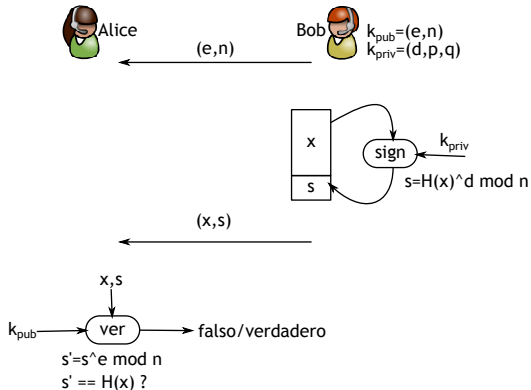 Alice
Bob
k_pub=(e,n)
k_priv=(d,p,q)
(e,n)
x
sign
k_priv
s
s=H(x)^d mod n
(x,s)
x,s
k_pub
ver
falso/verdadero
s'=s^e mod n
s' == H(x) ?